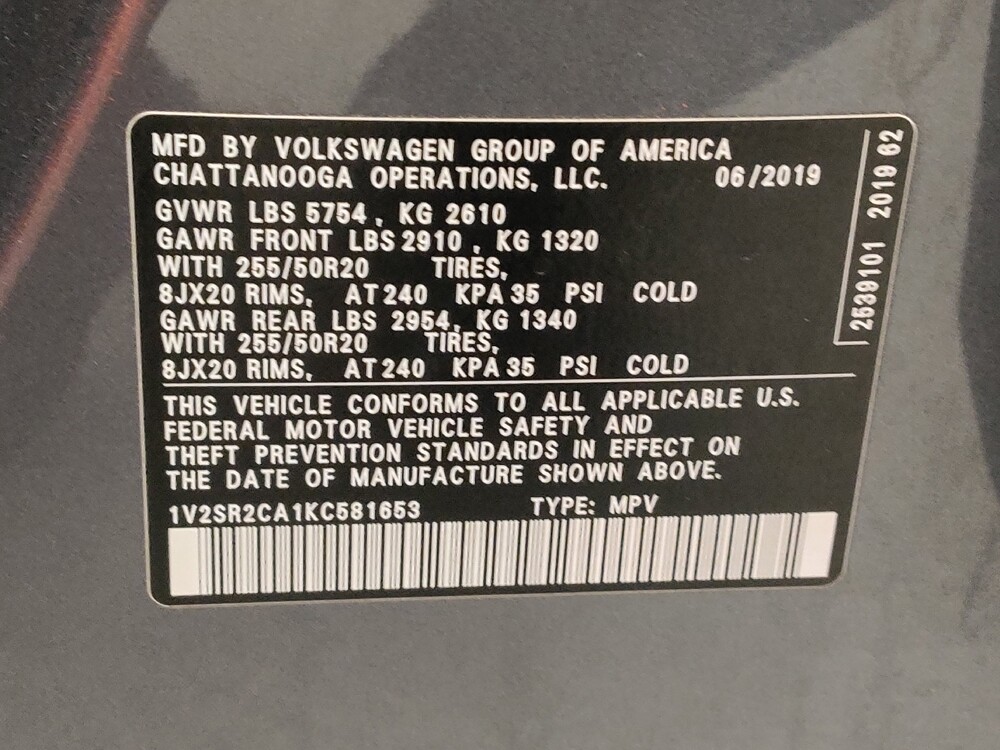 MFD BY VOLKSWAGEN GROUP OF AMERICA
CHATTANOOGA OPERATIONS, LLC. 06/2019
GVWR LBS 5754, KG 2610
GAWR FRONT LBS 2910, KG 1320
WITH 255/50R20 TIRES,
8JX20 RIMS, AT 240 KPA 35 PSI COLD
GAWR REAR LBS 2954, KG 1340
WITH 255/50R20 TIRES,
8JX20 RIMS, AT 240 KPA 35 PSI COLD
THIS VEHICLE CONFORMS TO ALL APPLICABLE U.S.
FEDERAL MOTOR VEHICLE SAFETY AND
THEFT PREVENTION STANDARDS IN EFFECT ON
THE DATE OF MANUFACTURE SHOWN ABOVE.
1V2SR2CA1KC581653 TYPE: MPV
2539101 2019 82